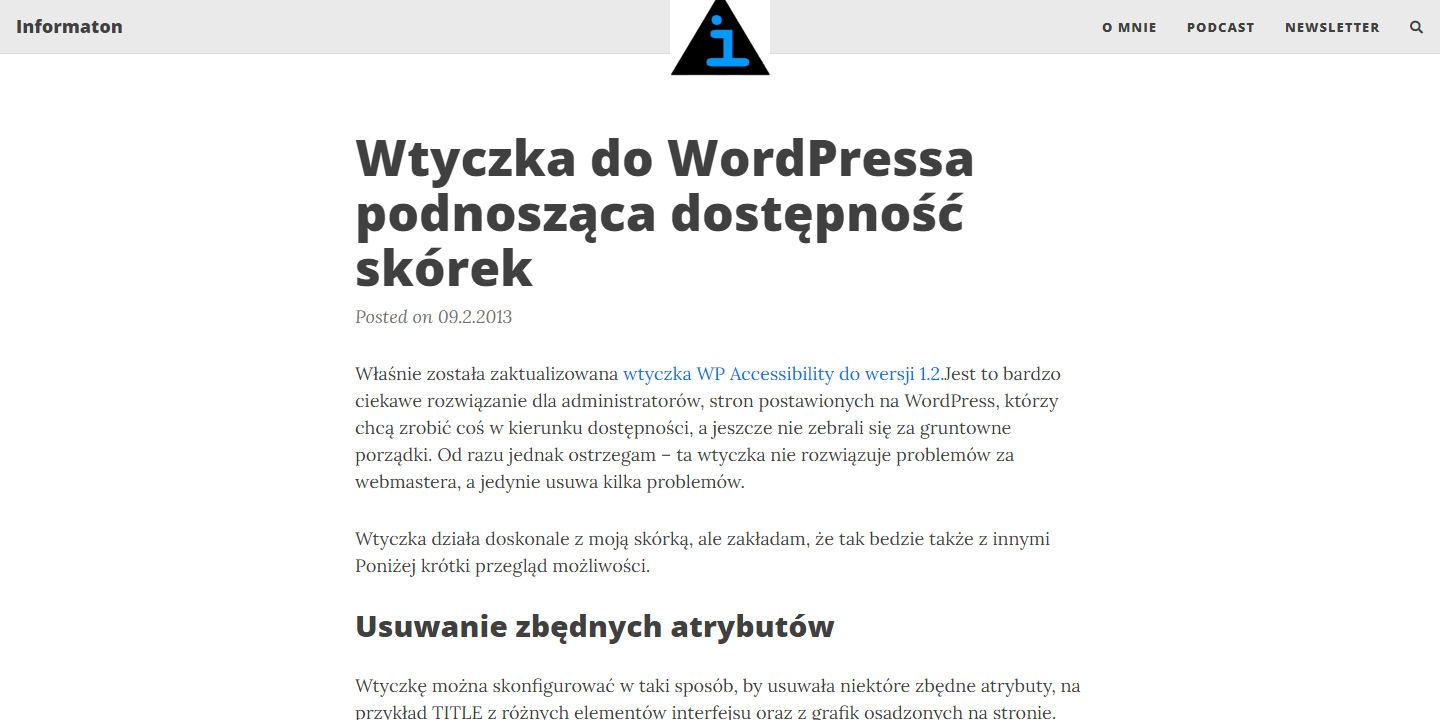 Informaton
i
O MNIE
PODCAST
NEWSLETTER
Wtyczka do WordPressa
podnosząca dostępność
skórek
Posted on 09.2.2013
Właśnie została zaktualizowana wtyczka WP Accessibility do wersji 1.2.Jest to bardzo
ciekawe rozwiązanie dla administratorów, stron postawionych na WordPress, którzy
chcą zrobić coś w kierunku dostępności, a jeszcze nie zebrali się za gruntowne
porządki. Od razu jednak ostrzegam – ta wtyczka nie rozwiązuje problemów za
webmastera, a jedynie usuwa kilka problemów.
Wtyczka działa doskonale z moją skórką, ale zakładam, że tak bedzie także z innymi
Poniżej krótki przegląd możliwości.
Usuwanie zbędnych atrybutów
Wtyczkę można skonfigurować w taki sposób, by usuwała niektóre zbędne atrybuty, na
przykład TITLE z różnych elementów interfejsu oraz z grafik osadzonych na stronie.